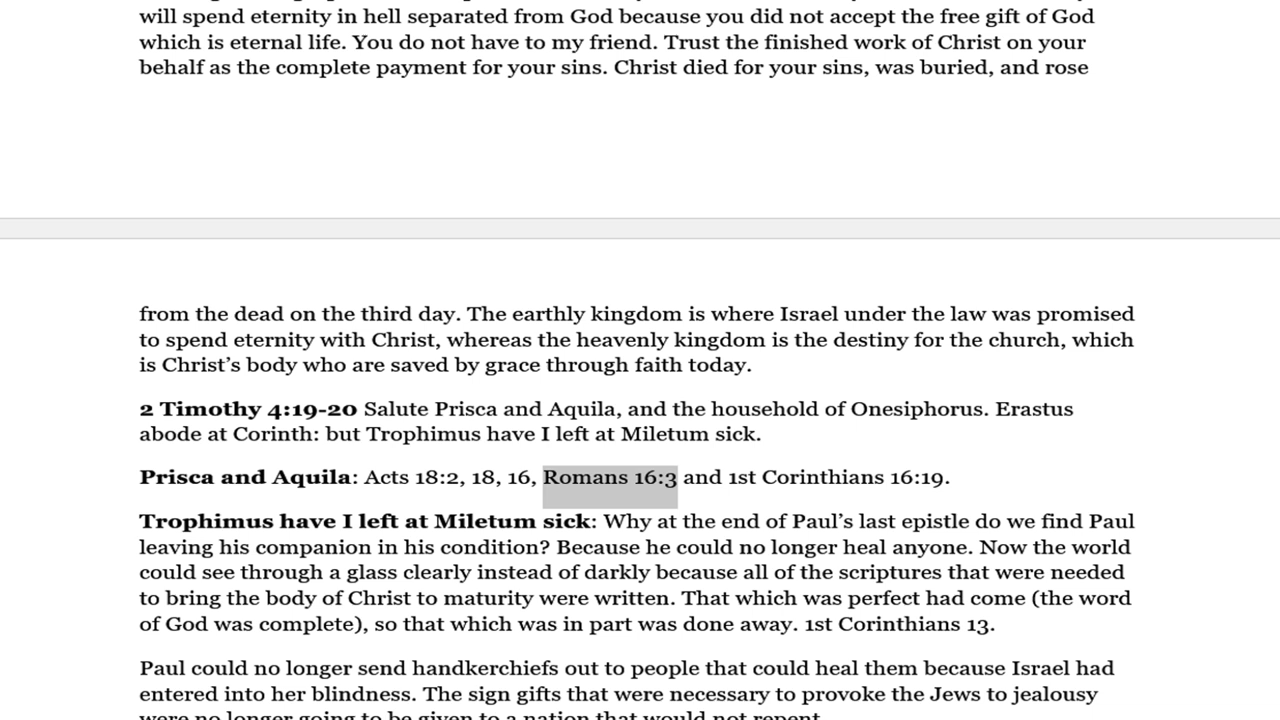 will spend eternity in hell separated from God because you did not accept the free gift of God
which is eternal life. You do not have to my friend. Trust the finished work of Christ on your
behalf as the complete payment for your sins. Christ died for your sins, was buried, and rose
from the dead on the third day. The earthly kingdom is where Israel under the law was promised
to spend eternity with Christ, whereas the heavenly kingdom is the destiny for the church, which
is Christ’s body who are saved by grace through faith today.
2 Timothy 4:19-20 Salute Prisca and Aquila, and the household of Onesiphorus. Erastus
abode at Corinth: but Trophimus have I left at Miletum sick.
Prisca and Aquila: Acts 18:2, 18, 16, Romans 16:3 and 1st Corinthians 16:19.
Trophimus have I left at Miletum sick: Why at the end of Paul’s last epistle do we find Paul
leaving his companion in his condition? Because he could no longer heal anyone. Now the world
could see through a glass clearly instead of darkly because all of the scriptures that were needed
to bring the body of Christ to maturity were written. That which was perfect had come (the word
of God was complete), so that which was in part was done away. 1st Corinthians 13.
Paul could no longer send handkerchiefs out to people that could heal them because Israel had
entered into her blindness. The sign gifts that were necessary to provoke the Jews to jealousy
were no longer going to be given to a nation that would not repent.